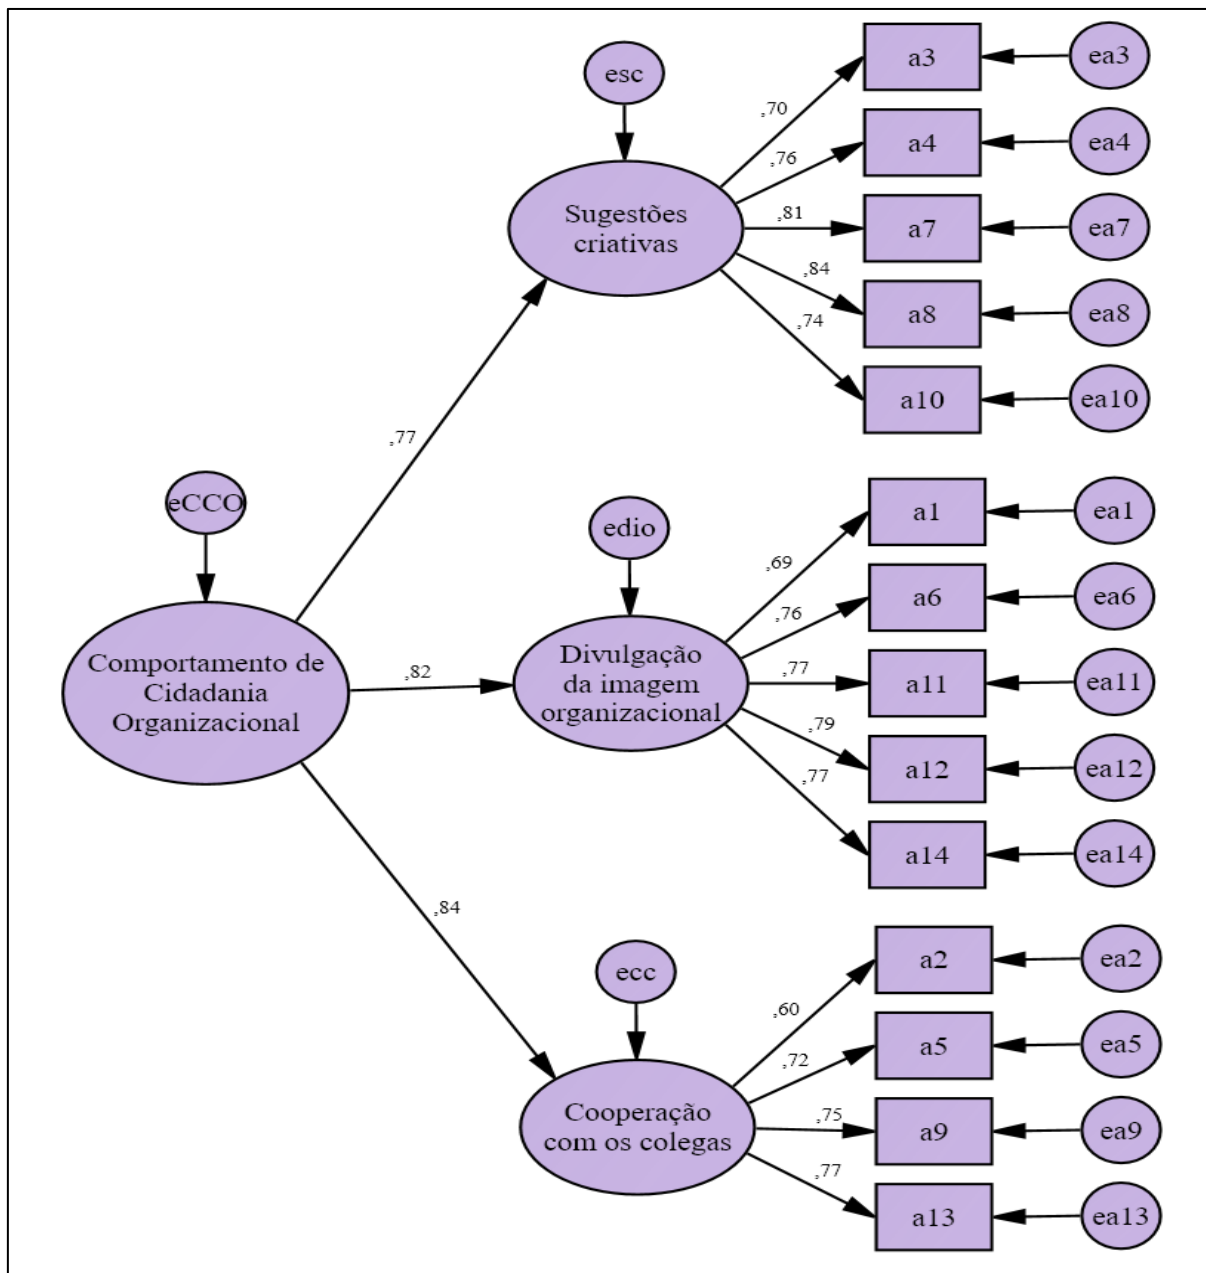 esc
Sugestões
criativas
,70
,76
,81
,84
,74
a3
ea3
a4
ea4
a7
ea7
a8
ea8
a10
ea10
,77
eCCO
Comportamento de
Cidadania
Organizacional
,82
edio
Divulgação
da imagem
organizacional
,69
,76
,77
,79
,77
a1
ea1
a6
ea6
a11
ea11
a12
ea12
a14
ea14
,84
ecc
Cooperação
com os colegas
,60
,72
,75
,77
a2
ea2
a5
ea5
a9
ea9
a13
ea13